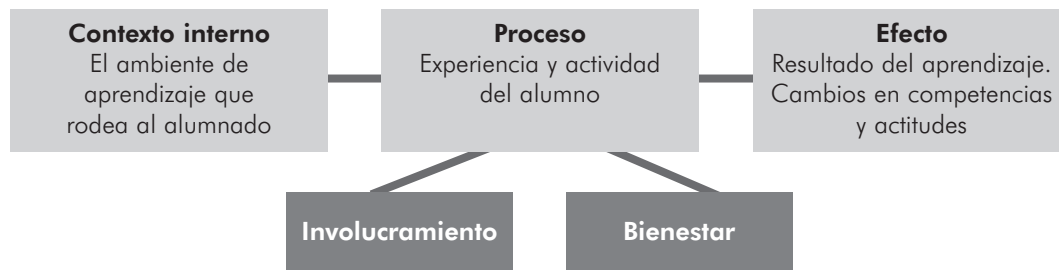 Contexto interno
El ambiente de
aprendizaje que
rodea al alumnado
Proceso
Experiencia y actividad
del alumno
Efecto
Resultado del aprendizaje.
Cambios en competencias
y actitudes
Involucramiento
Bienestar